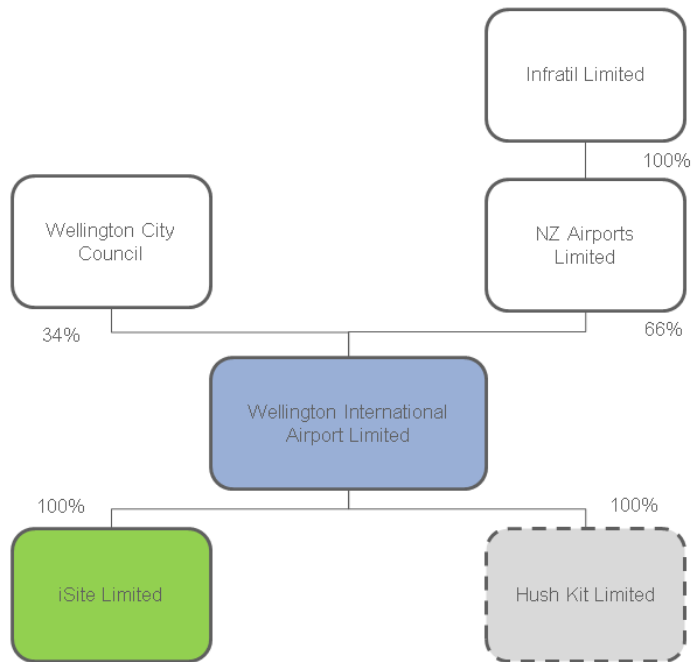 Infratil Limited
100%
Wellington City
Council
NZ Airports
Limited
34%
66%
Wellington International
Airport Limited
100%
100%
iSite Limited
Hush Kit Limited